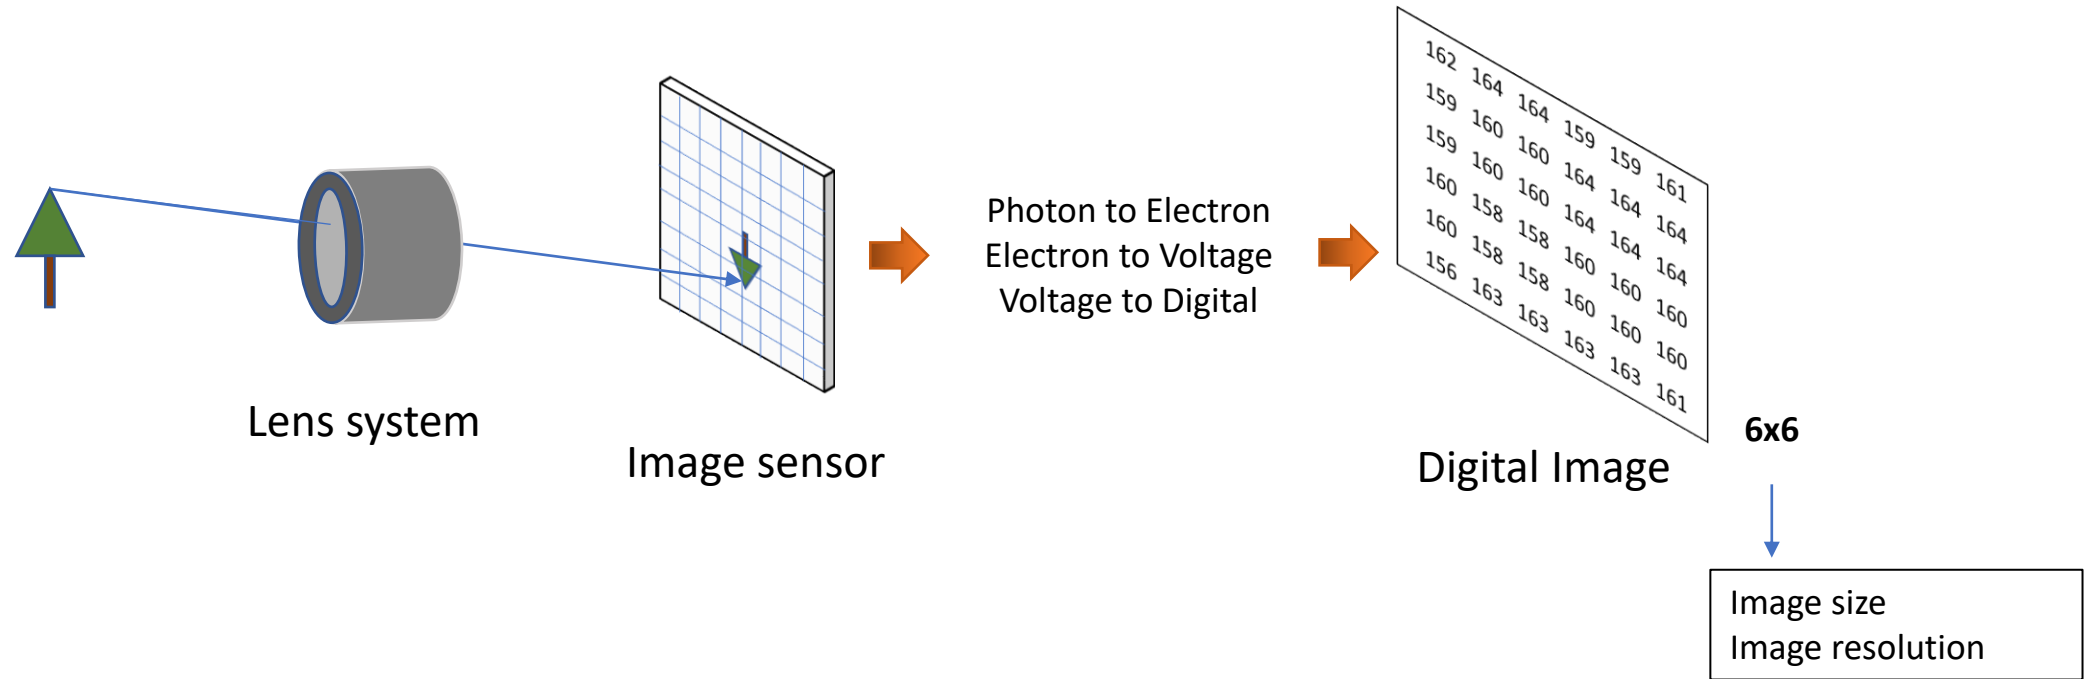 Lens system
Image sensor
Photon to Electron
Electron to Voltage
Voltage to Digital
162 164 164 159 159 161
159 160 160 164 164 164
159 160 160 164 164 164
160 158 158 160 160 160
160 158 158 160 160 160
156 163 163 163 163 161
Digital Image
6x6
Image size
Image resolution